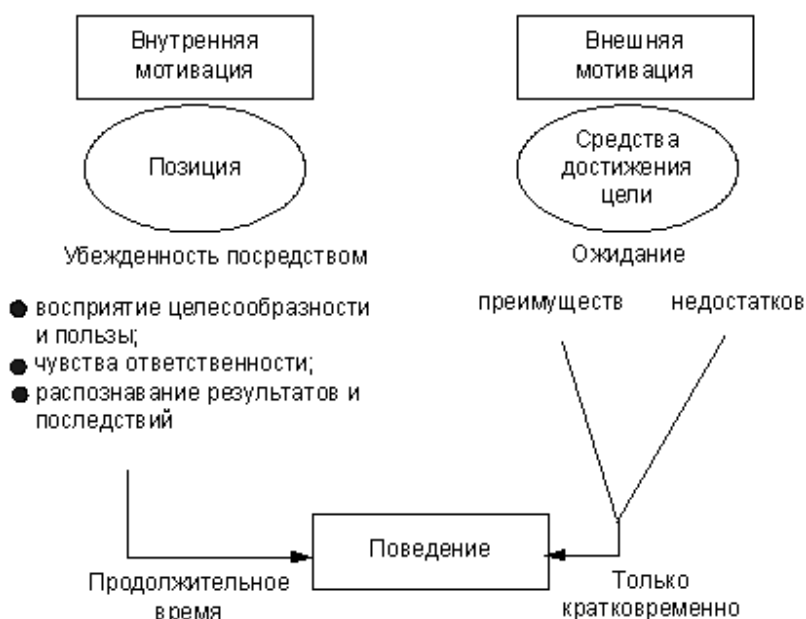 Внутренняя
мотивация
Внешняя
мотивация
Позиция
Средства
достижения
цели
Убежденность посредством
Ожидание
● восприятие целесообразности
и пользы;
● чувства ответственности;
● распознавание результатов и
последствий
преимуществ недостатков
Поведение
Продолжительное
время
Только
кратковременно